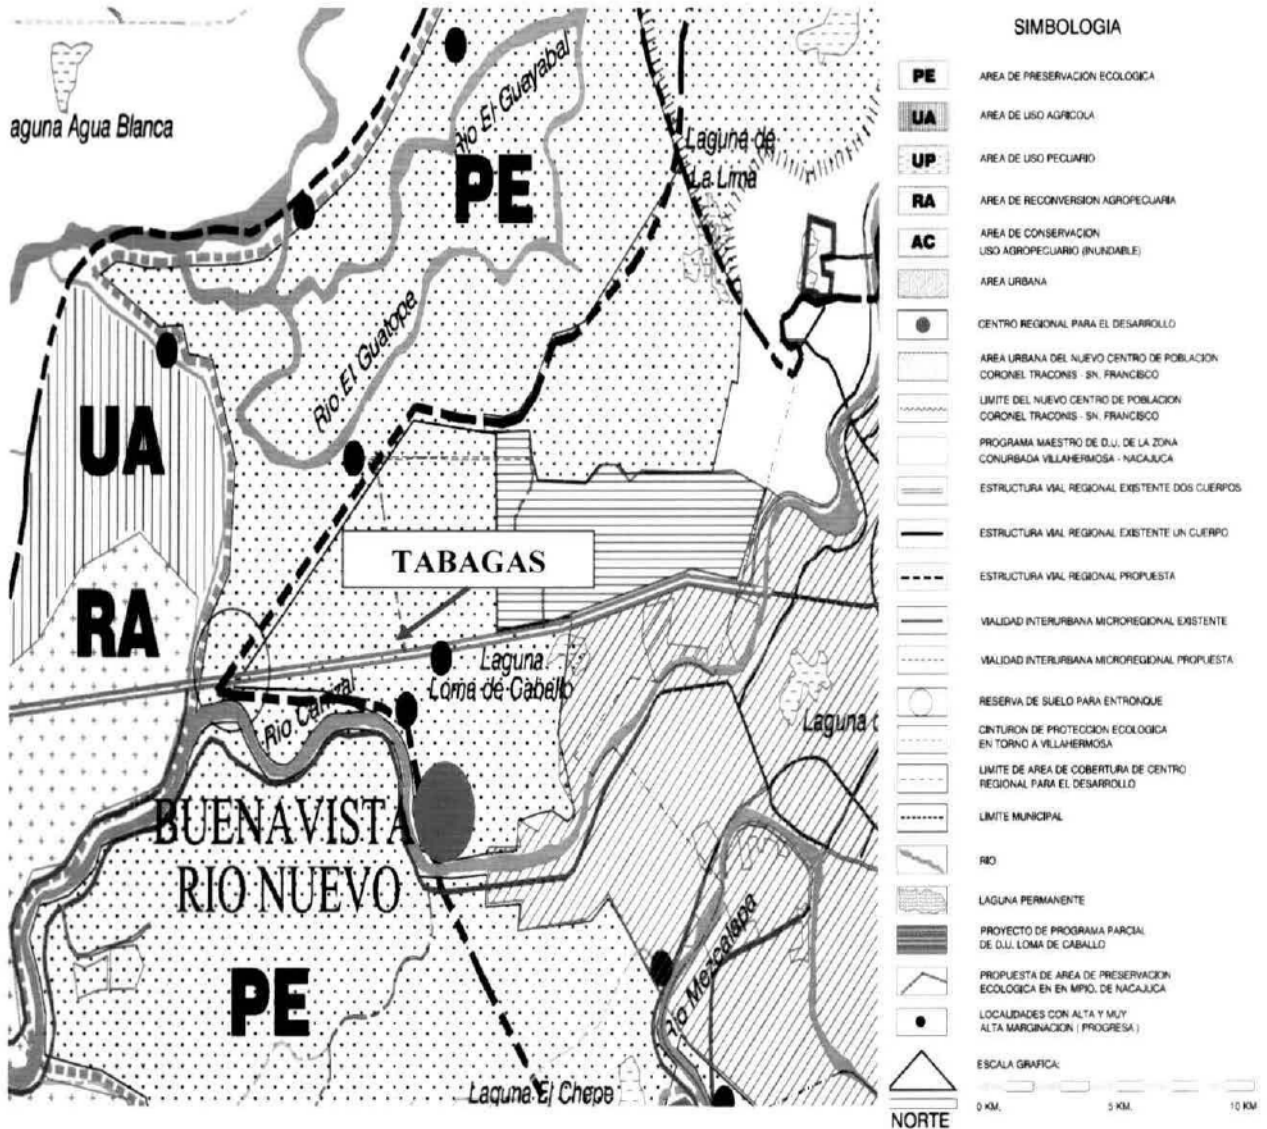 aguna Agua Blanca
Rio El Guayabal
PE
Laguna de
La Lima
Rio El Guatope
UA
RA
TABAGAS
Laguna
Loma de Caballo
Rio Carrizal
Laguna d
BUENAVISTA
RIO NUEVO
PE
Rio Mezcalapa
Laguna El Chepe
SIMBOLOGIA
PE AREA DE PRESERVACION ECOLOGICA
UA AREA DE USO AGRICOLA
UP AREA DE USO PECUARIO
RA AREA DE RECONVERSION AGROPECUARIA
AC AREA DE CONSERVACION
USO AGROPECUARIO (INUNDABLE)
AREA URBANA
CENTRO REGIONAL PARA EL DESARROLLO
AREA URBANA DEL NUEVO CENTRO DE POBLACION
CORONEL TRACONIS - SN. FRANCISCO
LIMITE DEL NUEVO CENTRO DE POBLACION
CORONEL TRACONIS - SN. FRANCISCO
PROGRAMA MAESTRO DE D.U. DE LA ZONA
CONURBADA VILLAHERMOSA - NACAJUCA
ESTRUCTURA VIAL REGIONAL EXISTENTE DOS CUERPOS
ESTRUCTURA VIAL REGIONAL EXISTENTE UN CUERPO
ESTRUCTURA VIAL REGIONAL PROPUESTA
VIALIDAD INTERURBANA MICROREGIONAL EXISTENTE
VIALIDAD INTERURBANA MICROREGIONAL PROPUESTA
RESERVA DE SUELO PARA ENTRONQUE
CINTURON DE PROTECCION ECOLOGICA
EN TORNO A VILLAHERMOSA
LIMITE DE AREA DE COBERTURA DE CENTRO
REGIONAL PARA EL DESARROLLO
LIMITE MUNICIPAL
RIO
LAGUNA PERMANENTE
PROYECTO DE PROGRAMA PARCIAL
DE D.U. LOMA DE CABALLO
PROPUESTA DE AREA DE PRESERVACION
ECOLOGICA EN EN MPIO. DE NACAJUCA
LOCALIDADES CON ALTA Y MUY
ALTA MARGINACION ( PROGRESA )
ESCALA GRAFICA:
0 KM. 5 KM. 10 KM
NORTE